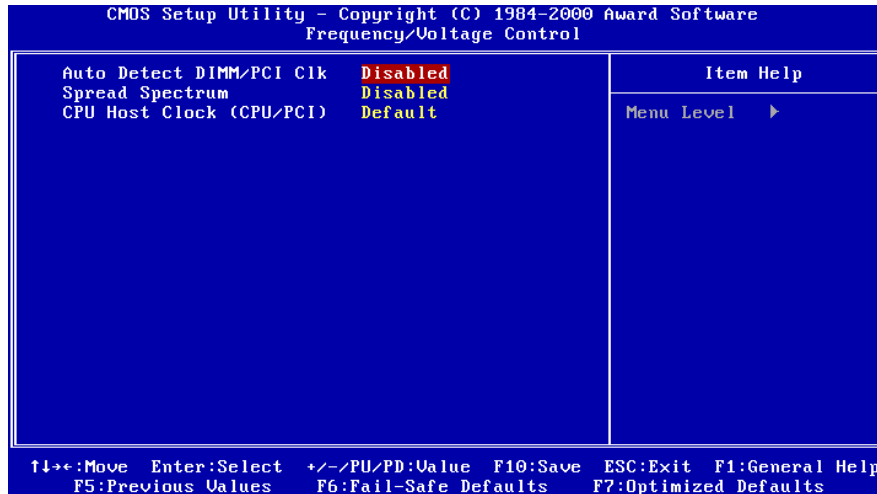 CMOS Setup Utility - Copyright (C) 1984-2000 Award Software
Frequency/Voltage Control
Auto Detect DIMM/PCI Clk Disabled
Spread Spectrum Disabled
CPU Host Clock (CPU/PCI) Default
Item Help
Menu Level ▶
↑↓→←:Move Enter:Select +/-/PU/PD:Value F10:Save ESC:Exit F1:General Help
F5:Previous Values F6:Fail-Safe Defaults F7:Optimized Defaults